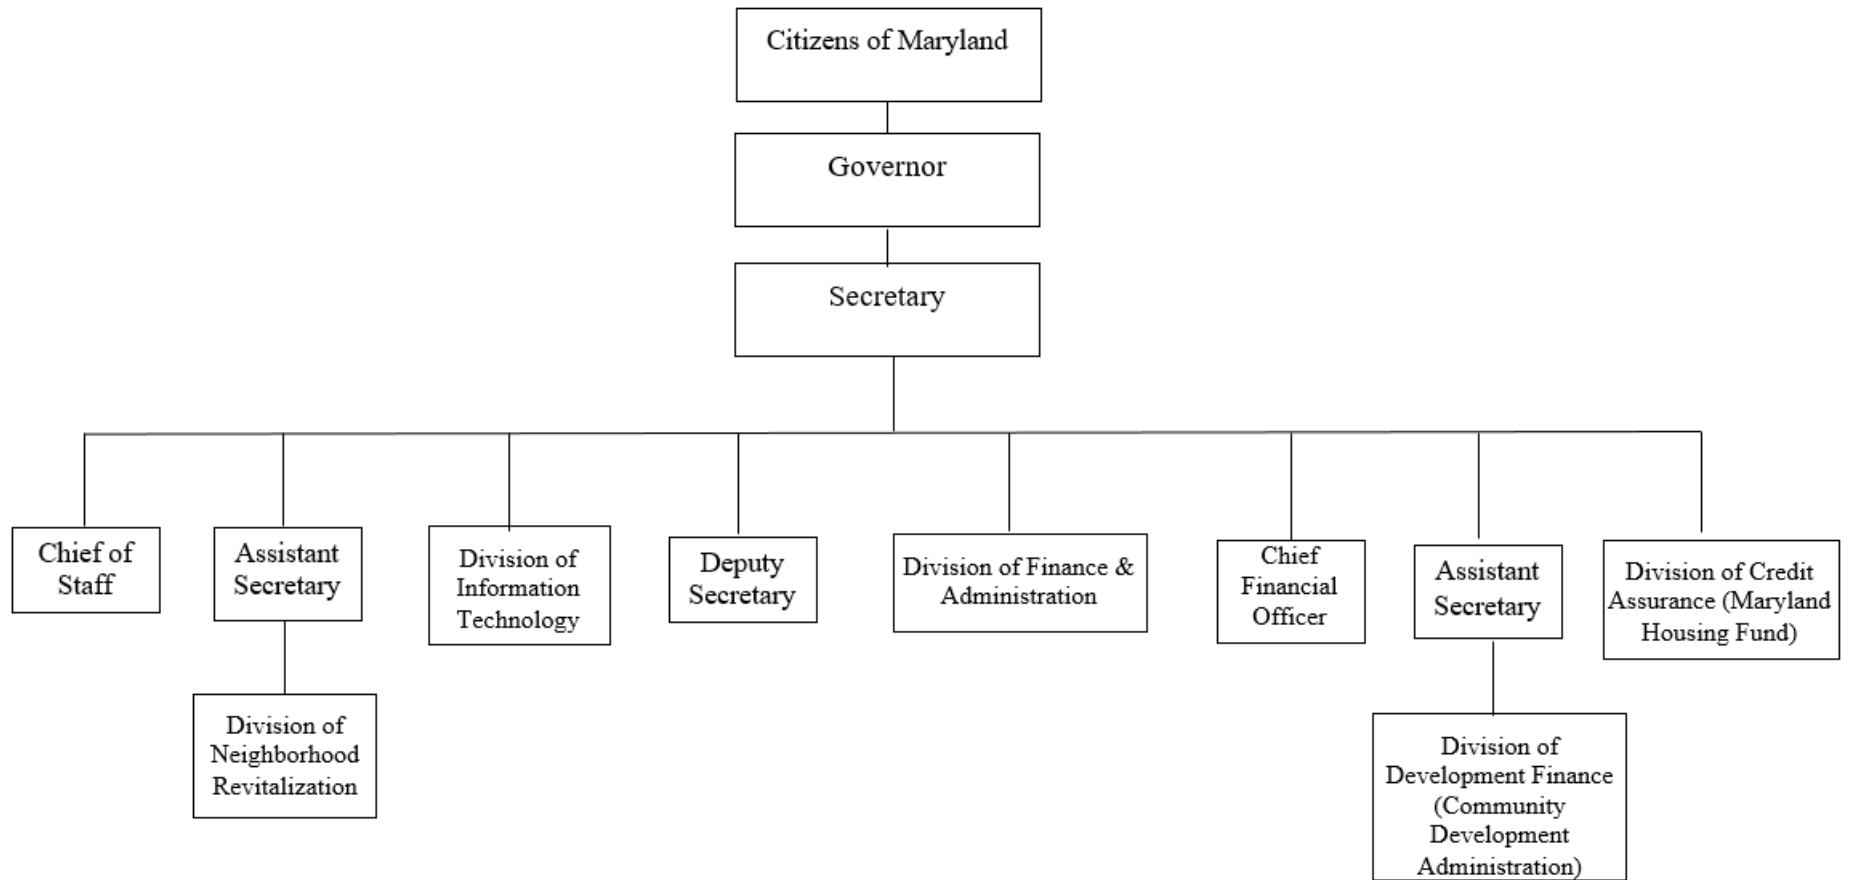 Citizens of Maryland
Governor
Secretary
Chief of
Staff
Assistant
Secretary
Division of
Information
Technology
Deputy
Secretary
Division of Finance &
Administration
Chief
Financial
Officer
Assistant
Secretary
Division of Credit
Assurance (Maryland
Housing Fund)
Division of
Neighborhood
Revitalization
Division of
Development Finance
(Community
Development
Administration)